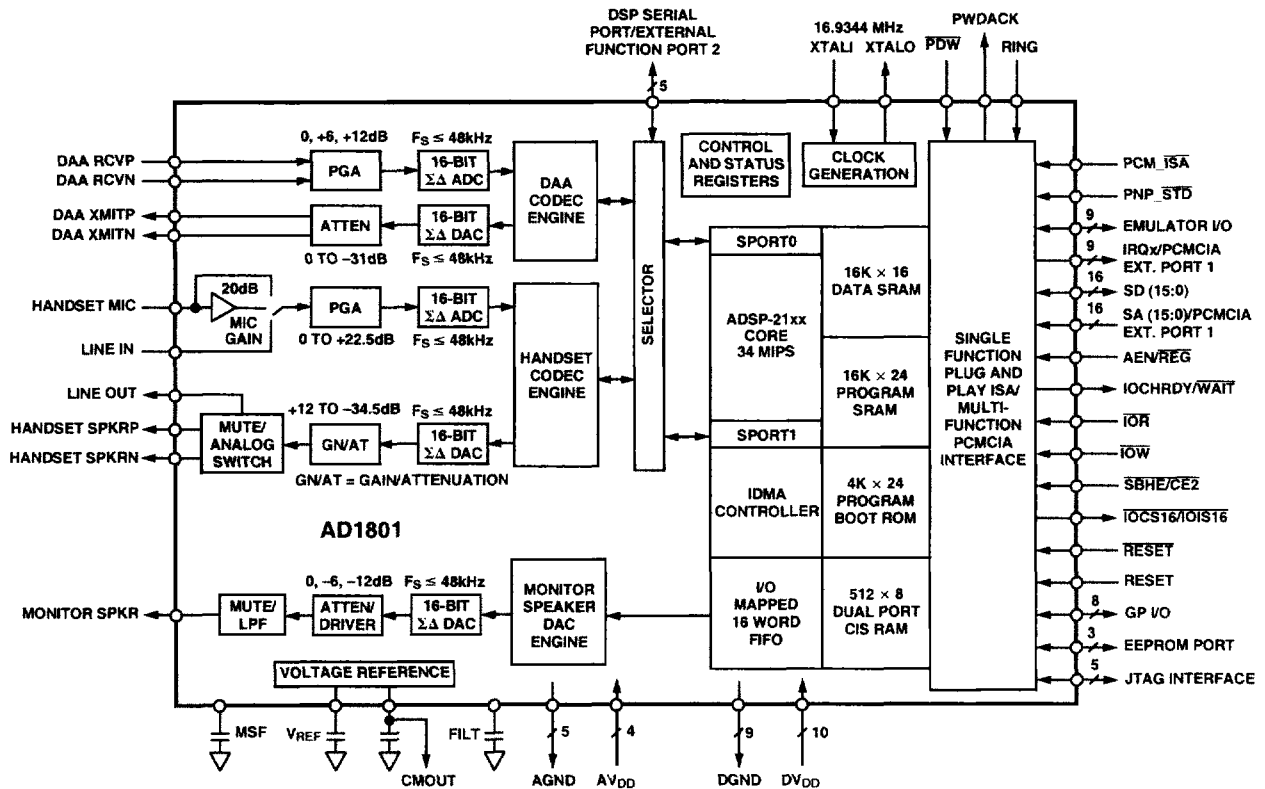 DSP SERIAL
PORT/EXTERNAL
FUNCTION PORT 2
5
16.9344 MHz
XTALI XTALO
PDW
PWDACK
RING
DAA RCVP
DAA RCVN
DAA XMITP
DAA XMITN
HANDSET MIC
LINE IN
LINE OUT
HANDSET SPKRP
HANDSET SPKRN
MONITOR SPKR
0, +6, +12dB
PGA
FS ≤ 48kHz
16-BIT
ΣΔ ADC
ATTEN
0 TO −31dB
16-BIT
ΣΔ DAC
FS ≤ 48kHz
DAA
CODEC
ENGINE
20dB
MIC
GAIN
PGA
0 TO +22.5dB
16-BIT
ΣΔ ADC
FS ≤ 48kHz
HANDSET
CODEC
ENGINE
MUTE/
ANALOG
SWITCH
+12 TO −34.5dB
GN/AT
FS ≤ 48kHz
16-BIT
ΣΔ DAC
GN/AT = GAIN/ATTENUATION
AD1801
MUTE/
LPF
0, −6, −12dB
ATTEN/
DRIVER
FS ≤ 48kHz
16-BIT
ΣΔ DAC
MONITOR
SPEAKER
DAC
ENGINE
SELECTOR
CONTROL
AND STATUS
REGISTERS
CLOCK
GENERATION
SPORT0
ADSP-21xx
CORE
34 MIPS
SPORT1
IDMA
CONTROLLER
I/O
MAPPED
16 WORD
FIFO
16K × 16
DATA SRAM
16K × 24
PROGRAM
SRAM
4K × 24
PROGRAM
BOOT ROM
512 × 8
DUAL PORT
CIS RAM
SINGLE
FUNCTION
PLUG AND
PLAY ISA/
MULTI-
FUNCTION
PCMCIA
INTERFACE
PCM_ISA
PNP_STD
9
EMULATOR I/O
9
IRQx/PCMCIA
EXT. PORT 1
16
SD (15:0)
16
SA (15:0)/PCMCIA
EXT. PORT 1
AEN/REG
IOCHRDY/WAIT
IOR
IOW
SBHE/CE2
IOCS16/IOIS16
RESET
RESET
8
GP I/O
3
EEPROM PORT
5
JTAG INTERFACE
VOLTAGE REFERENCE
MSF
VREF
CMOUT
FILT
5
AGND
4
AVDD
9
DGND
10
DVDD